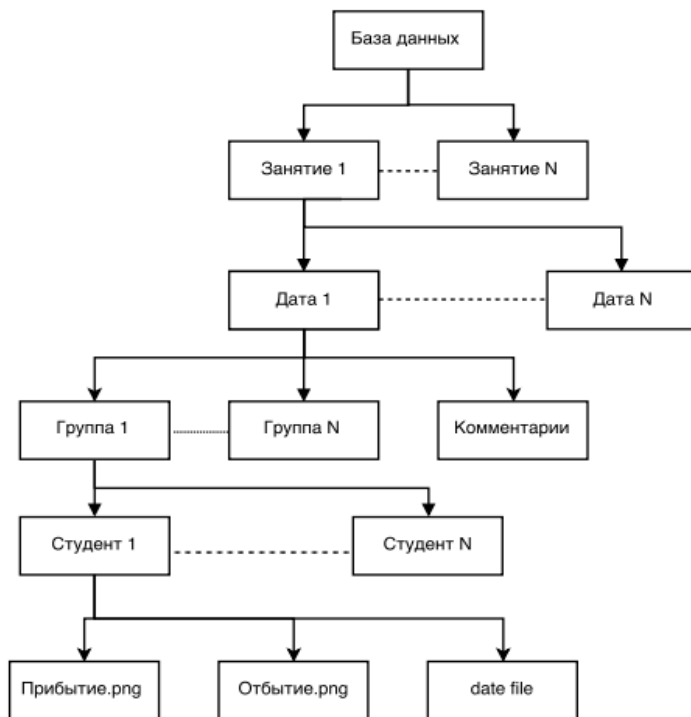 База данных
Занятие 1
Занятие N
Дата 1
Дата N
Группа 1
Группа N
Комментарии
Студент 1
Студент N
Прибытие.png
Отбытие.png
date file